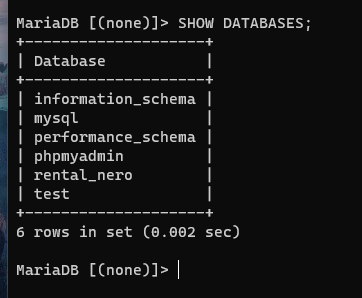 MariaDB [(none)]> SHOW DATABASES;
+--------------------+
| Database           |
+--------------------+
| information_schema |
| mysql              |
| performance_schema |
| phpmyadmin         |
| rental_nero        |
| test               |
+--------------------+
6 rows in set (0.002 sec)
MariaDB [(none)]>